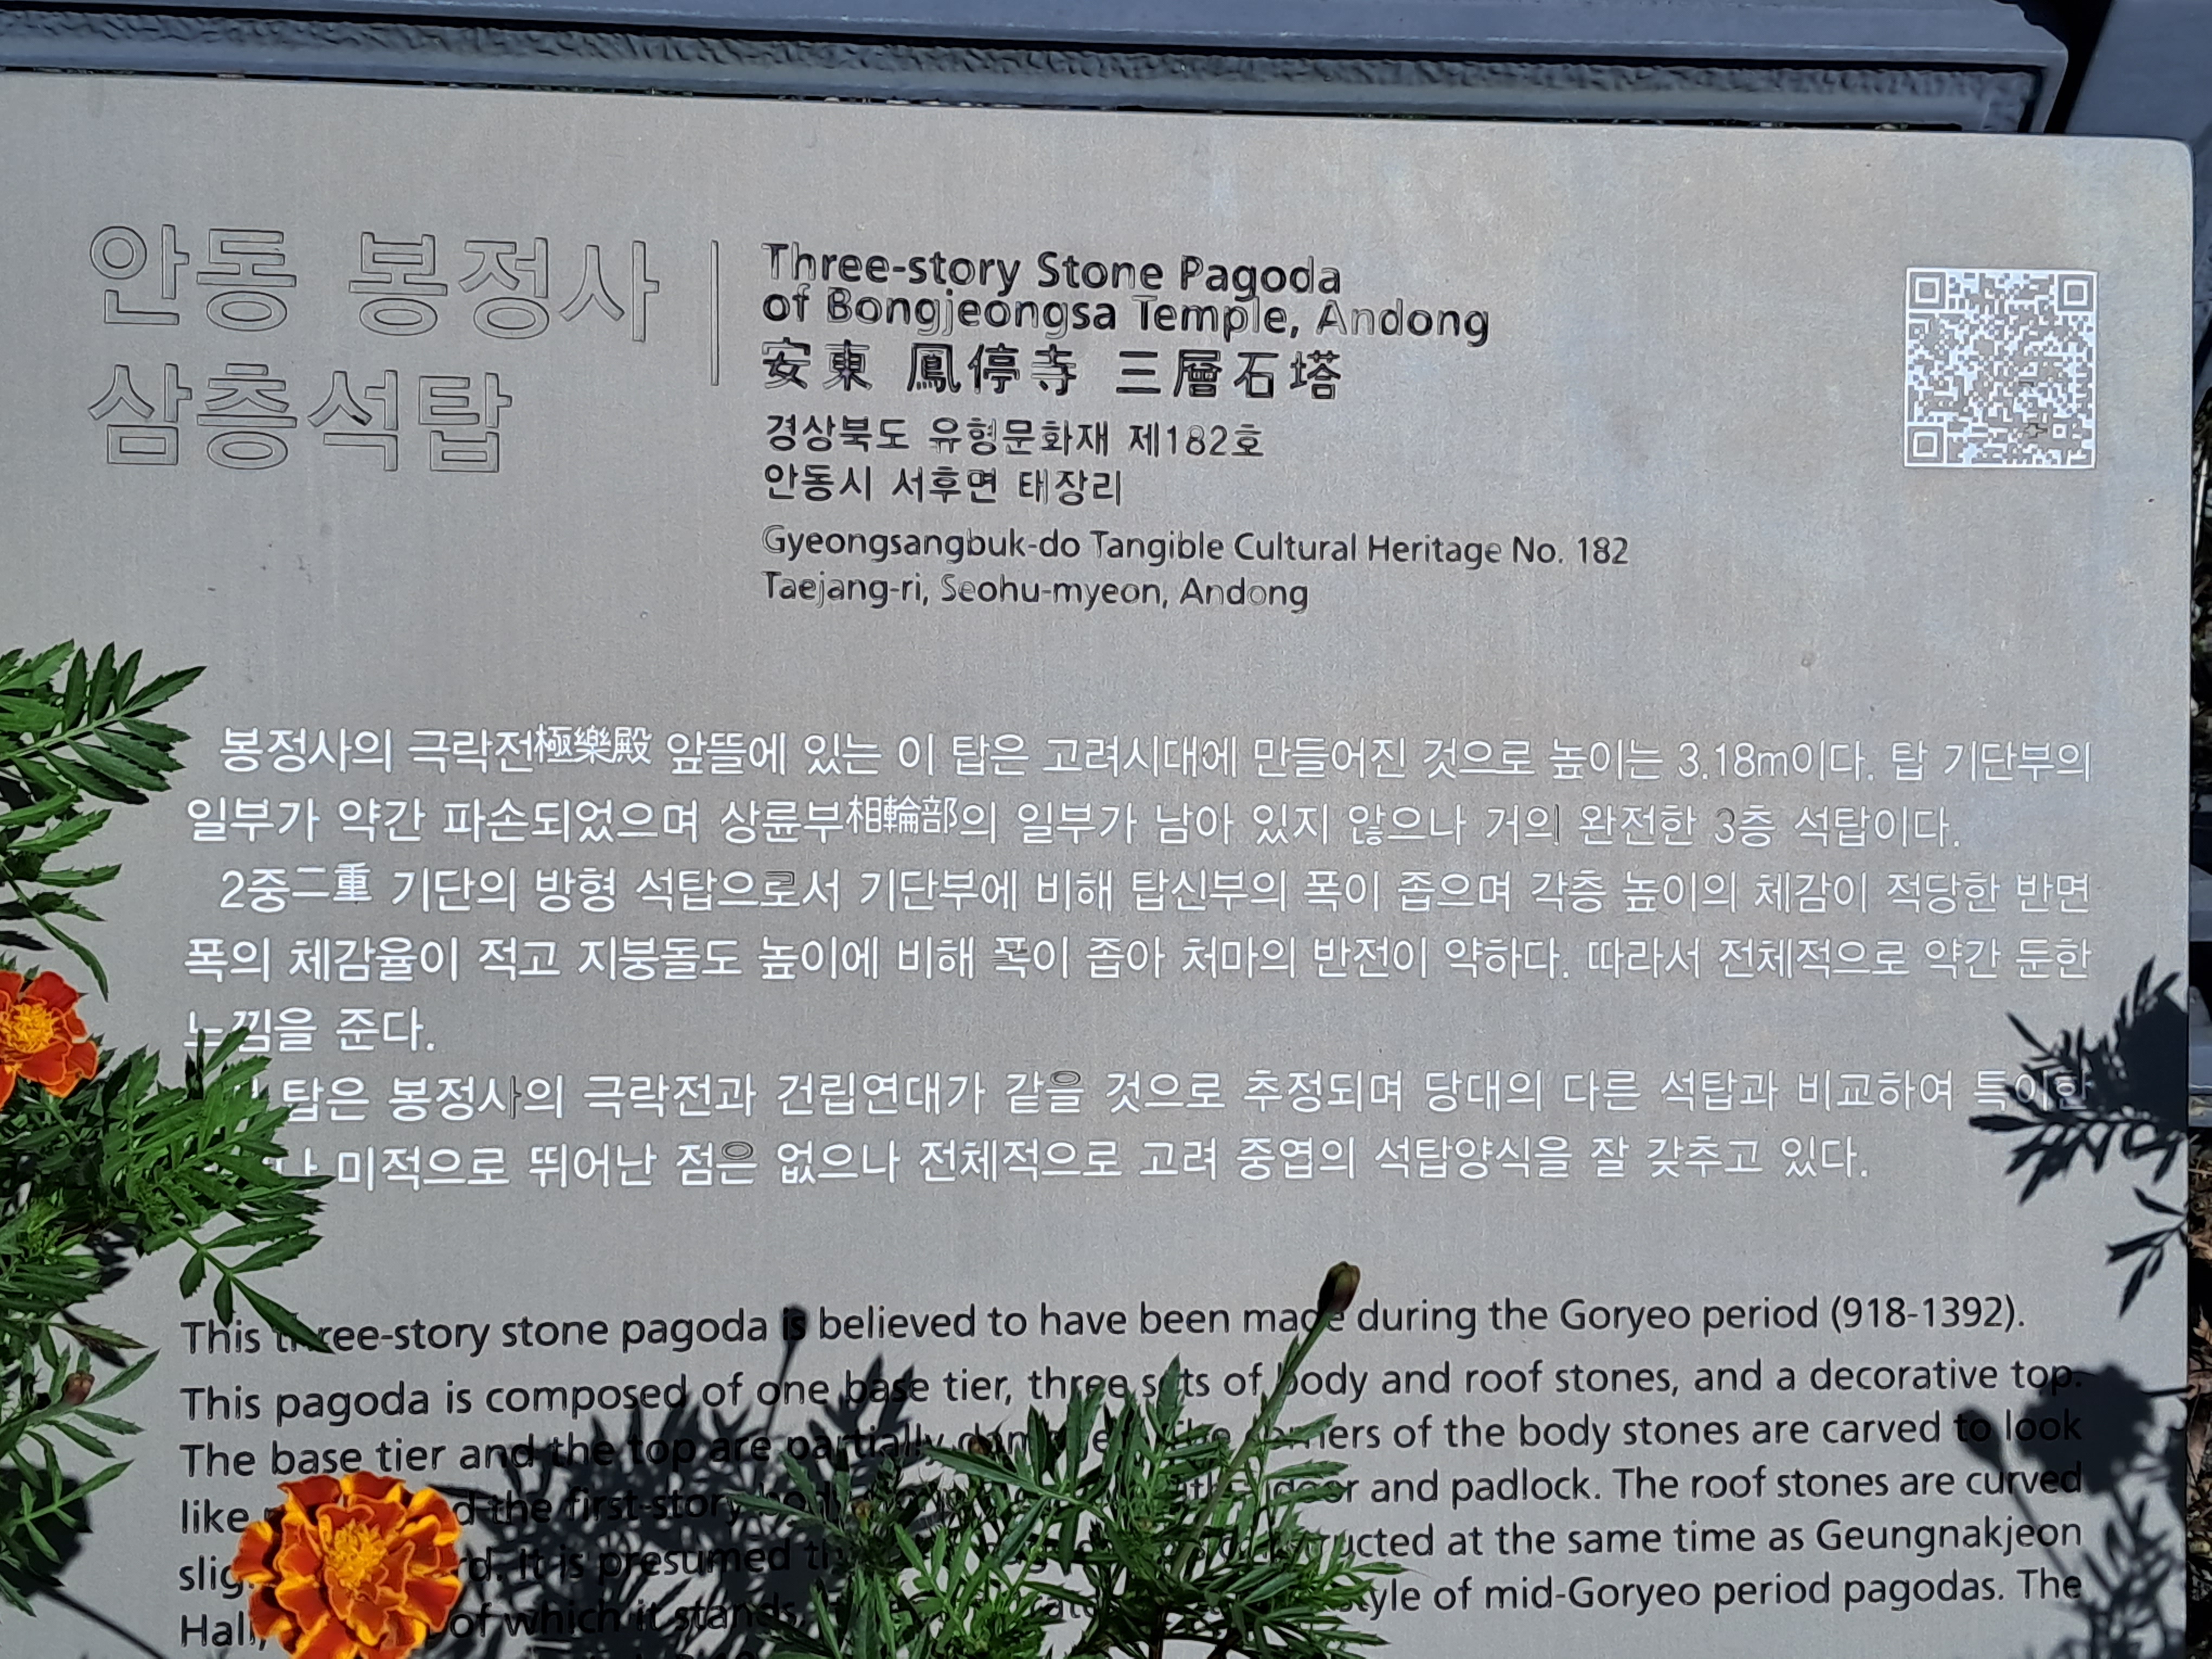 안동 봉정사
삼층석탑
Three-story Stone Pagoda
of Bongjeongsa Temple, Andong
安東 鳳停寺 三層石塔
경상북도 유형문화재 제182호
안동시 서후면 태장리
Gyeongsangbuk-do Tangible Cultural Heritage No. 182
Taejang-ri, Seohu-myeon, Andong
봉정사의 극락전極樂殿 앞뜰에 있는 이 탑은 고려시대에 만들어진 것으로 높이는 3.18m이다. 탑 기단부의
일부가 약간 파손되었으며 상륜부相輪部의 일부가 남아 있지 않으나 거의 완전한 3층 석탑이다.
2중二重 기단의 방형 석탑으로서 기단부에 비해 탑신부의 폭이 좁으며 각층 높이의 체감이 적당한 반면
폭의 체감율이 적고 지붕돌도 높이에 비해 폭이 좁아 처마의 반전이 약하다. 따라서 전체적으로 약간 둔한
느낌을 준다.
탑은 봉정사의 극락전과 건립연대가 같을 것으로 추정되며 당대의 다른 석탑과 비교하여 특이한
미적으로 뛰어난 점은 없으나 전체적으로 고려 중엽의 석탑양식을 잘 갖추고 있다.
This three-story stone pagoda is believed to have been made during the Goryeo period (918-1392).
This pagoda is composed of one base tier, three sets of body and roof stones, and a decorative top.
The base tier and the top are partially The corners of the body stones are carved to look
like the first-story door and padlock. The roof stones are curved
It is presumed at the same time as Geungnakjeon
Hall, of which it stands, style of mid-Goryeo period pagodas. The